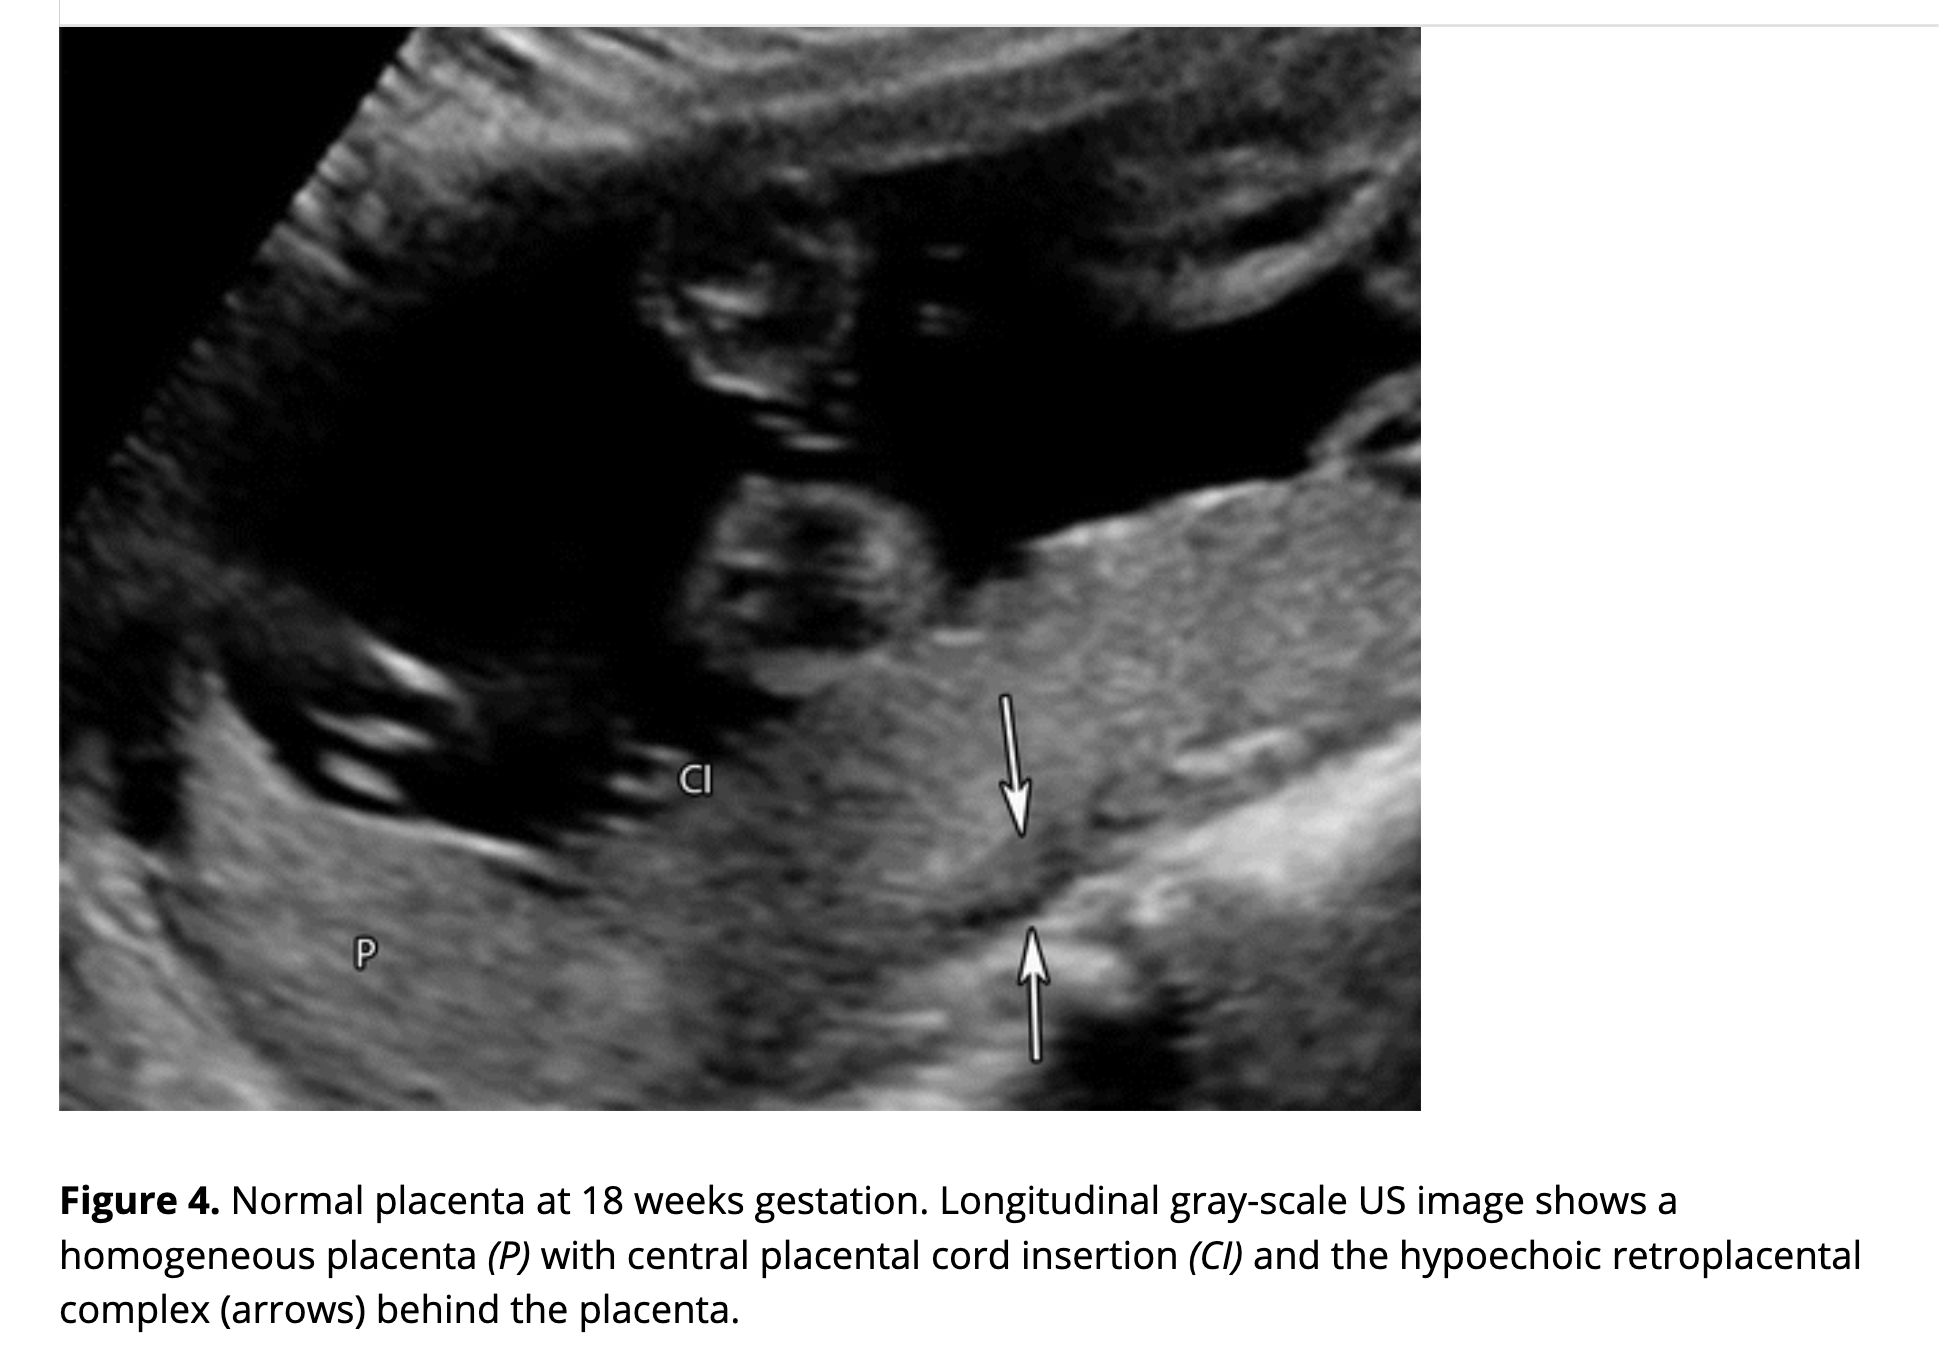 CI
P
Figure 4. Normal placenta at 18 weeks gestation. Longitudinal gray-scale US image shows a
homogeneous placenta (P) with central placental cord insertion (CI) and the hypoechoic retroplacental
complex (arrows) behind the placenta.